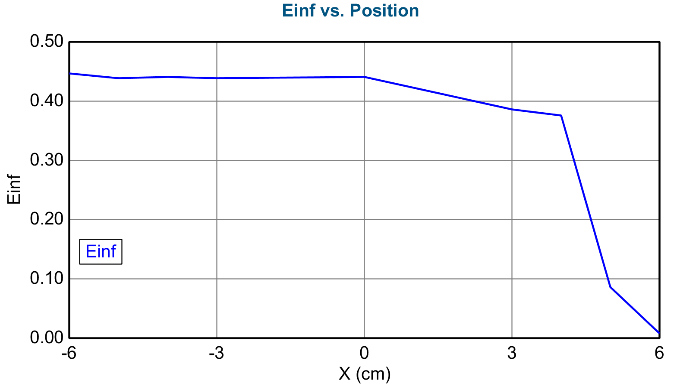 Einf vs. Position
0.50
0.40
0.30
0.20
0.10
0.00
Einf
Einf
-6 -3 0 3 6
X (cm)